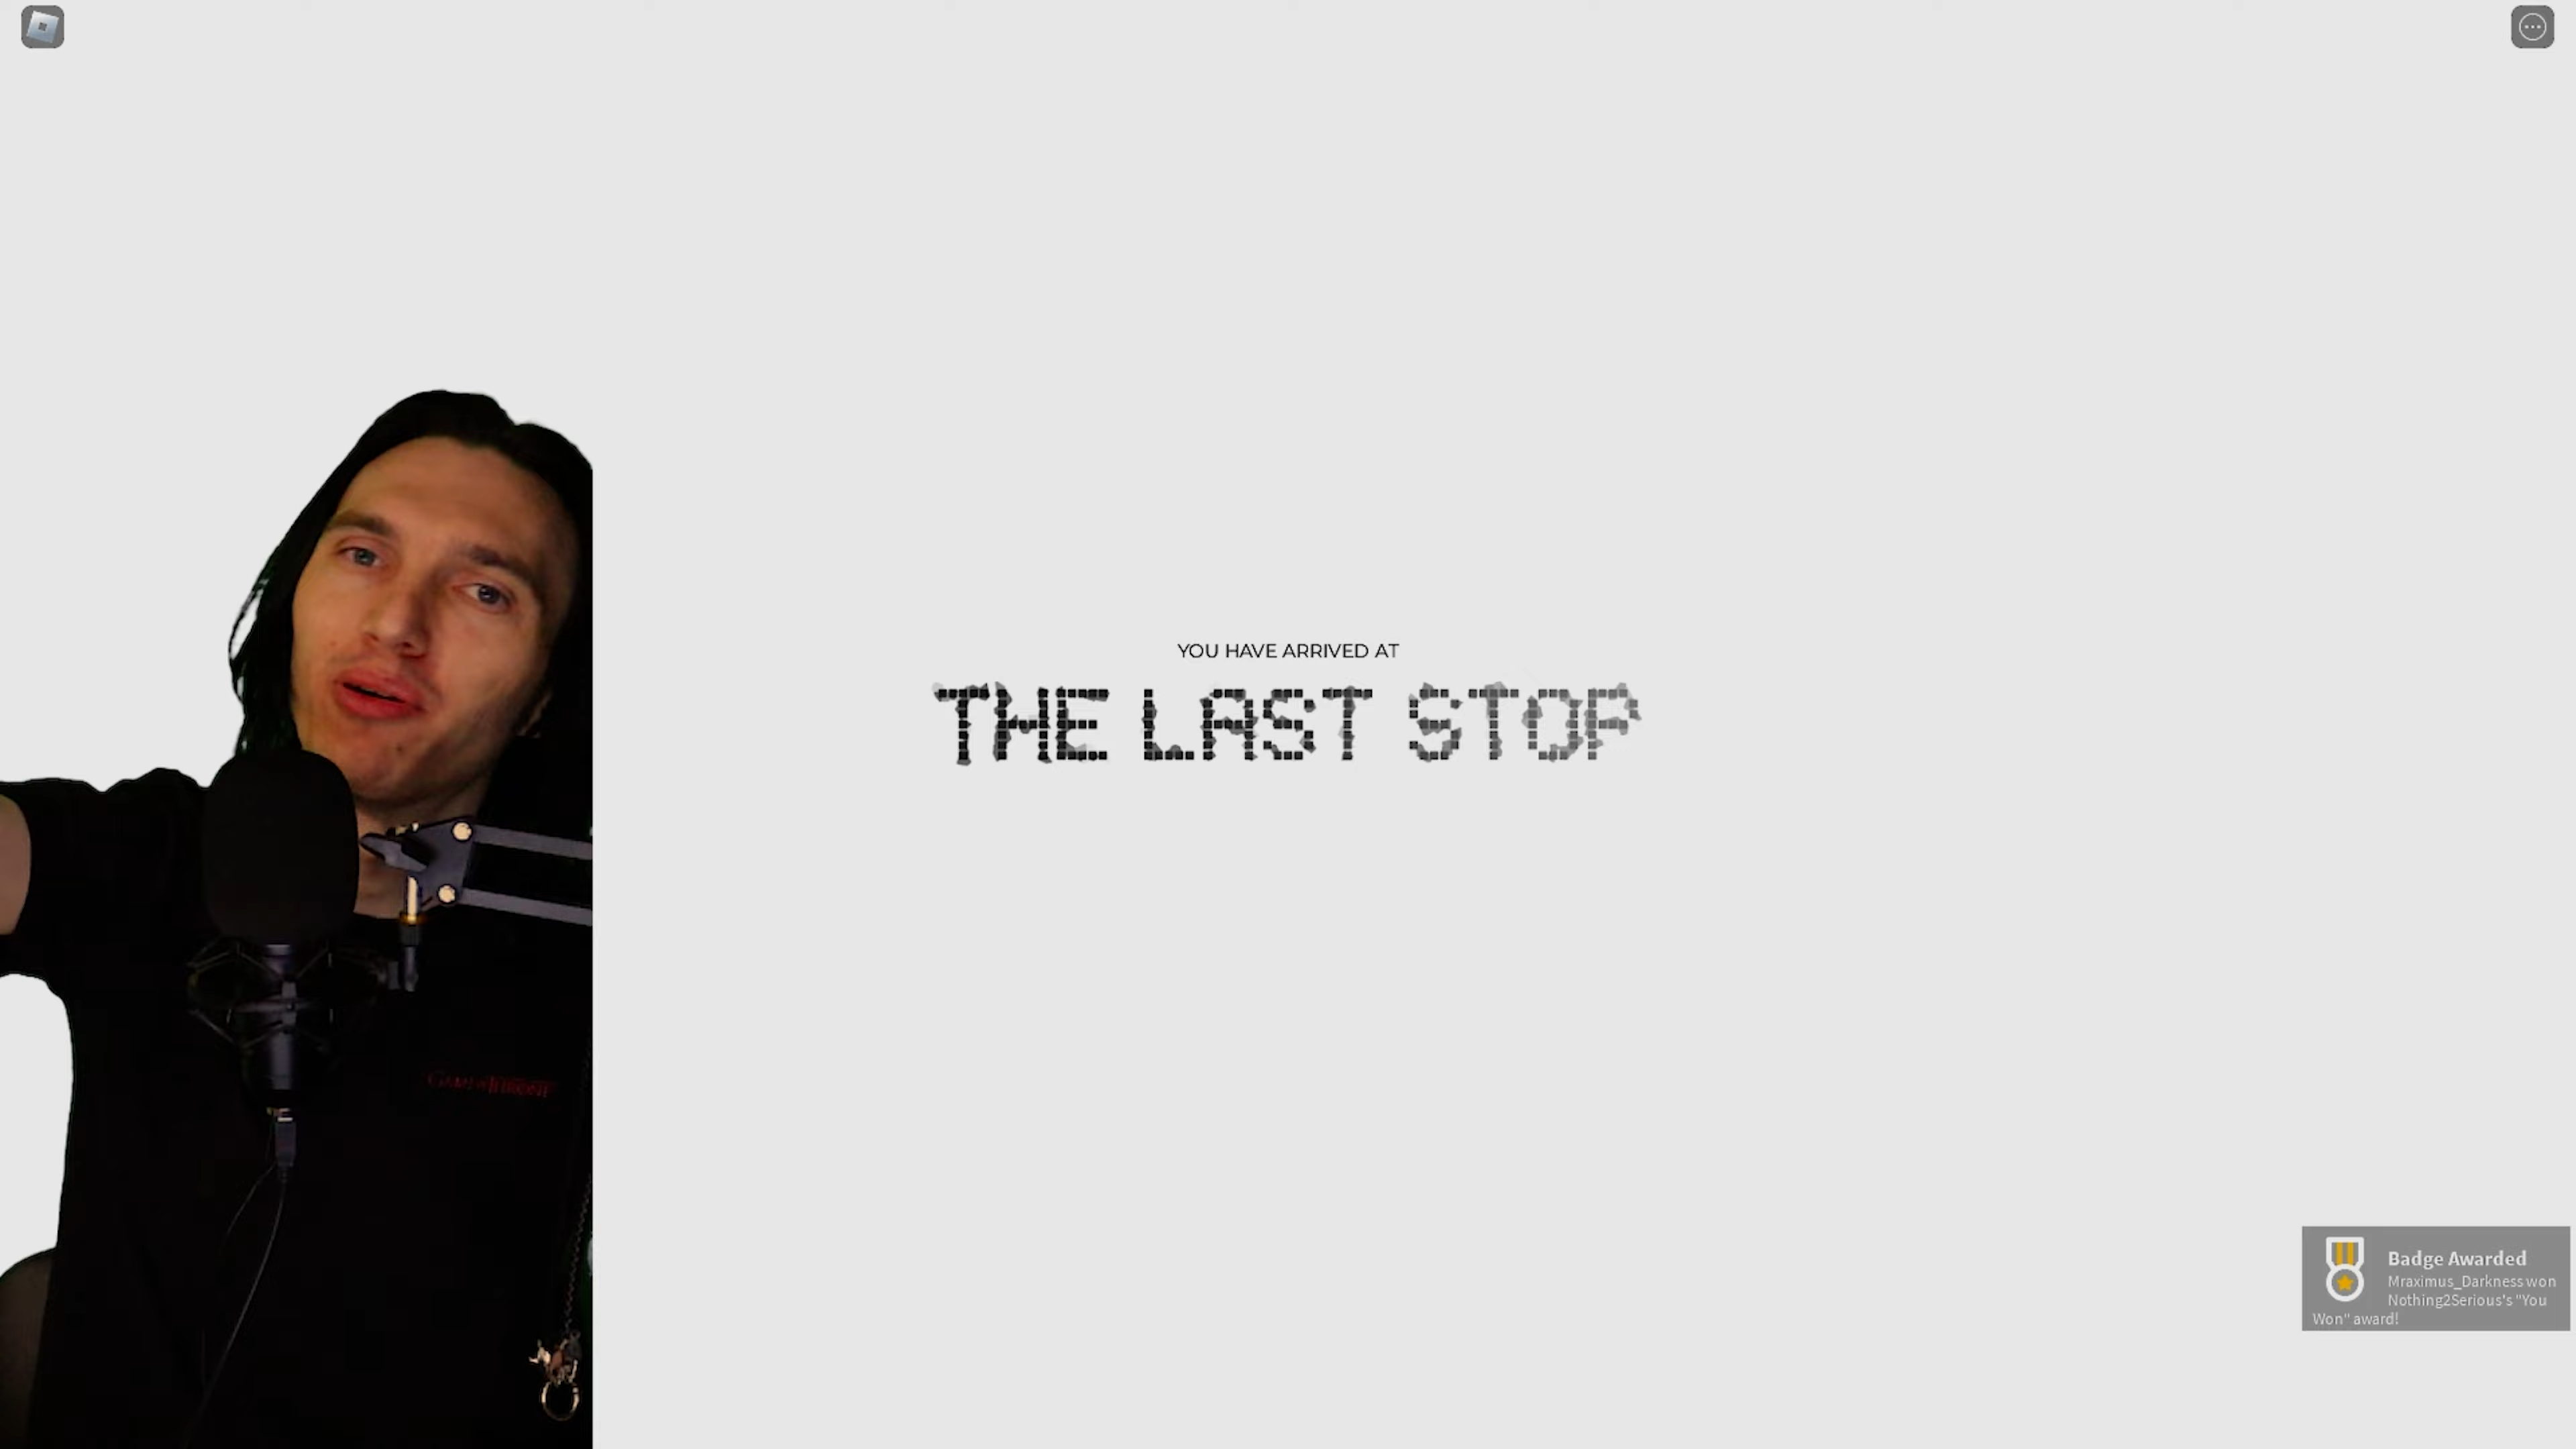 YOU HAVE ARRIVED AT
THE LAST STOP
Badge Awarded
Mraximus_Darkness won
Nothing2Serious's "You
Won" award!